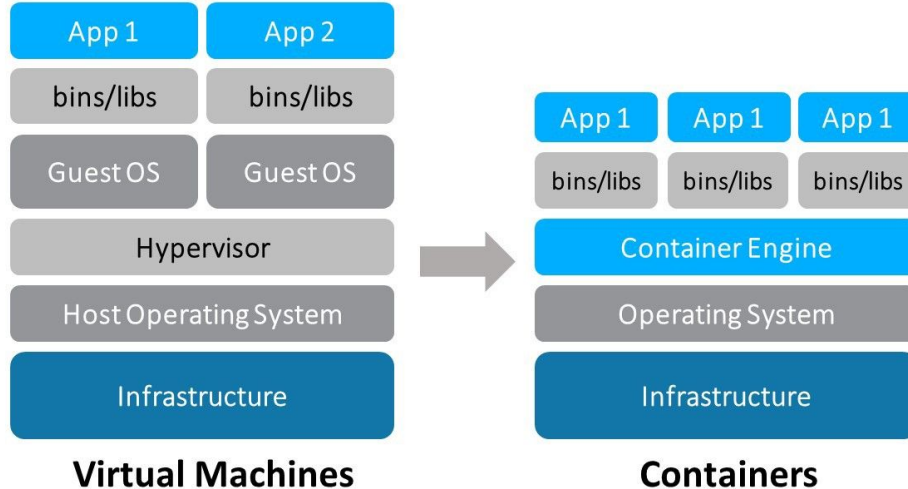 App 1 App 2
bins/libs bins/libs
Guest OS Guest OS
Hypervisor
Host Operating System
Infrastructure
Virtual Machines
App 1 App 1 App 1
bins/libs bins/libs bins/libs
Container Engine
Operating System
Infrastructure
Containers